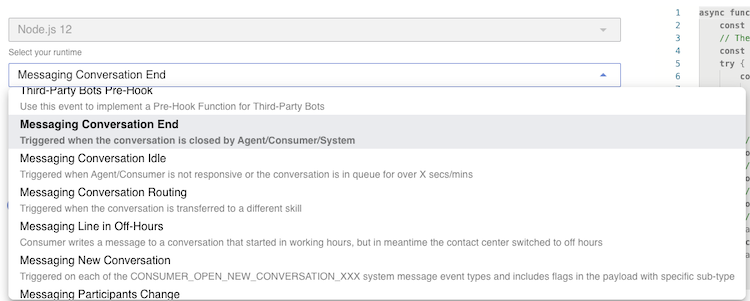 Node.js 12
Select your runtime
Messaging Conversation End
Third-Party Bots Pre-Hook
Use this event to implement a Pre-Hook Function for Third-Party Bots
Messaging Conversation End
Triggered when the conversation is closed by Agent/Consumer/System
Messaging Conversation Idle
Triggered when Agent/Consumer is not responsive or the conversation is in queue for over X secs/mins
Messaging Conversation Routing
Triggered when the conversation is transferred to a different skill
Messaging Line in Off-Hours
Consumer writes a message to a conversation that started in working hours, but in meantime the contact center switched to off hours
Messaging New Conversation
Triggered on each of the CONSUMER_OPEN_NEW_CONVERSATION_XXX system message event types and includes flags in the payload with specific sub-type
Messaging Participants Change
1 async func
2 const
3 // The
4 const
5 try {
6 co